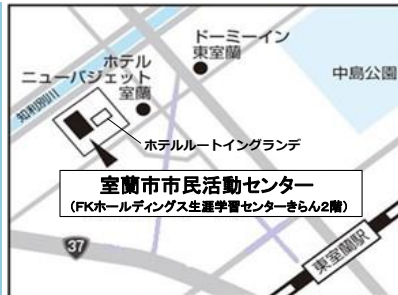 ドーミーイン
東室蘭
ホテル
ニューバジェット
室蘭
中島公園
知利別川
ホテルルートイングランデ
室蘭市市民活動センター
(FKホールディングス生涯学習センターきらん2階)
37
東室蘭駅